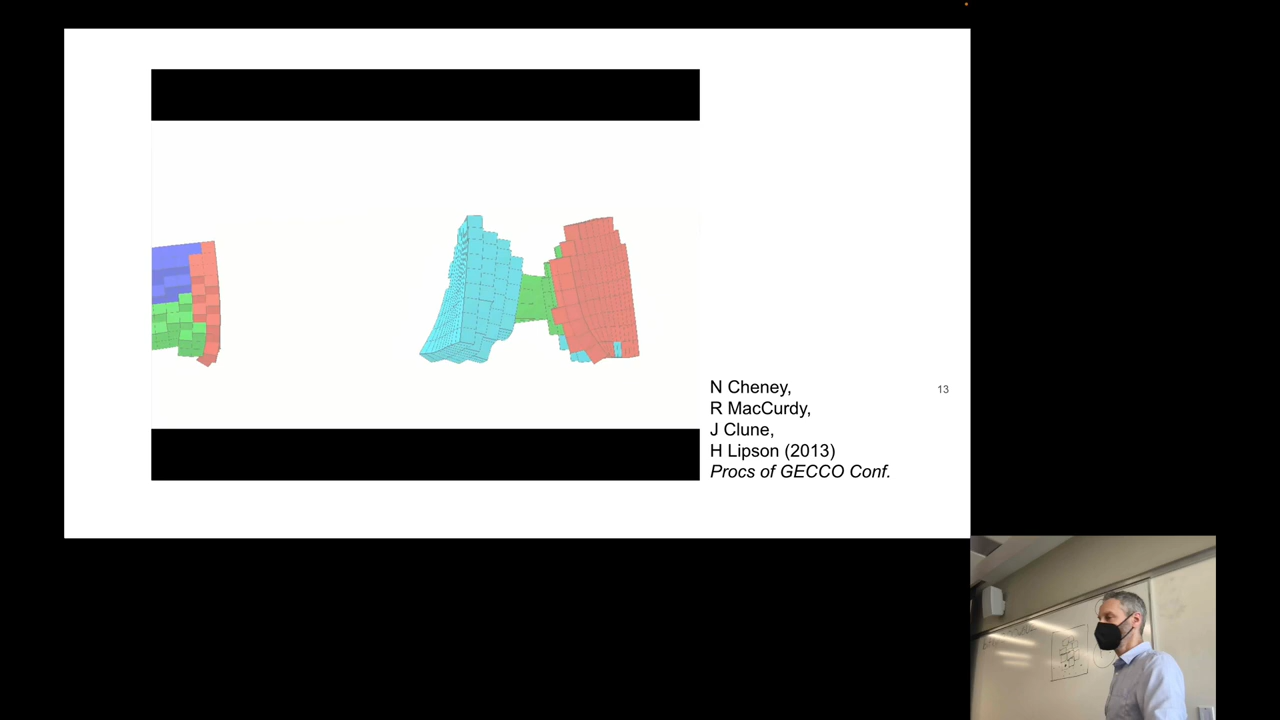 N Cheney,
R MacCurdy,
J Clune,
H Lipson (2013)
Procs of GECCO Conf.
13